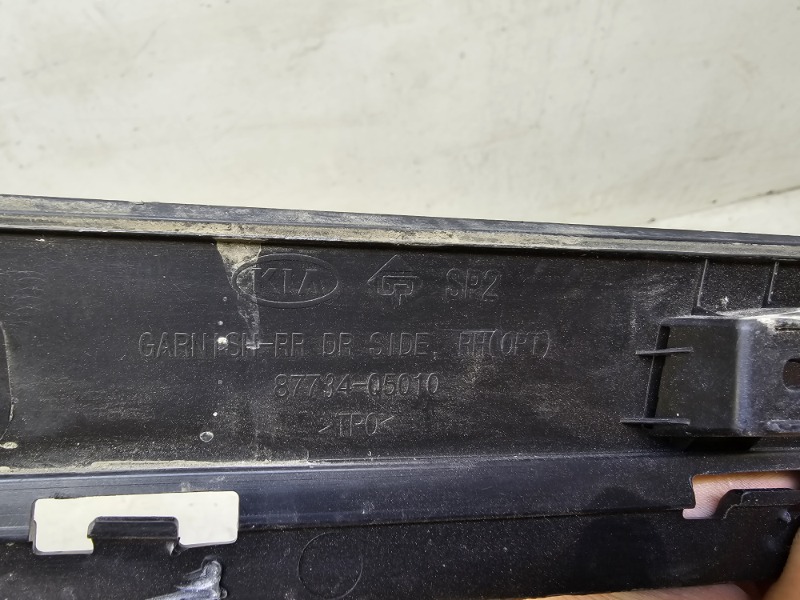 KIA SP2
GARNISH-RR DR SIDE, RH(OPT)
87734-Q5010
>TPO<